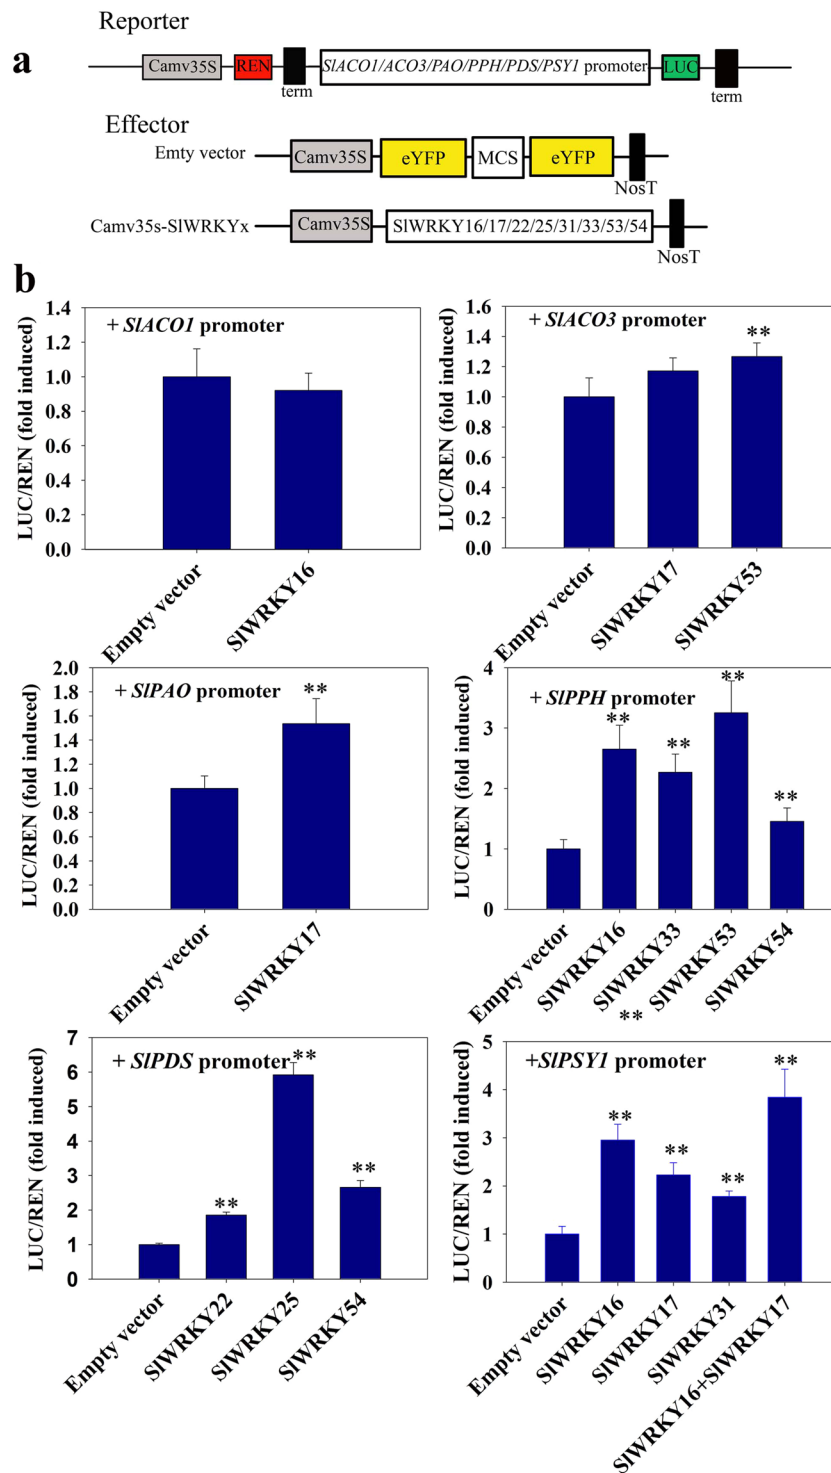 Reporter
a
Camv35S REN term SlACO1/ACO3/PAO/PPH/PDS/PSY1 promoter LUC term
Effector
Emty vector Camv35S eYFP MCS eYFP NosT
Camv35s-SlWRKYx Camv35S SlWRKY16/17/22/25/31/33/53/54 NosT
b
+ SlACO1 promoter
LUC/REN (fold induced)
1.4
1.2
1.0
0.8
0.6
0.4
0.2
0.0
Empty vector
SlWRKY16
+ SlACO3 promoter
**
LUC/REN (fold induced)
1.6
1.4
1.2
1.0
0.8
0.6
0.4
0.2
0.0
Empty vector
SlWRKY17
SlWRKY53
+ SlPAO promoter
**
LUC/REN (fold induced)
2.0
1.8
1.6
1.4
1.2
1.0
0.8
0.6
0.4
0.2
0.0
Empty vector
SlWRKY17
+ SlPPH promoter
** ** ** **
LUC/REN (fold induced)
4
3
2
1
0
Empty vector
SlWRKY16
SlWRKY33
SlWRKY53
SlWRKY54
**
+ SlPDS promoter
** ** **
LUC/REN (fold induced)
7
6
5
4
3
2
1
0
Empty vector
SlWRKY22
SlWRKY25
SlWRKY54
+SlPSY1 promoter
** ** ** **
LUC/REN (fold induced)
5
4
3
2
1
0
Empty vector
SlWRKY16
SlWRKY17
SlWRKY31
SlWRKY16+SlWRKY17